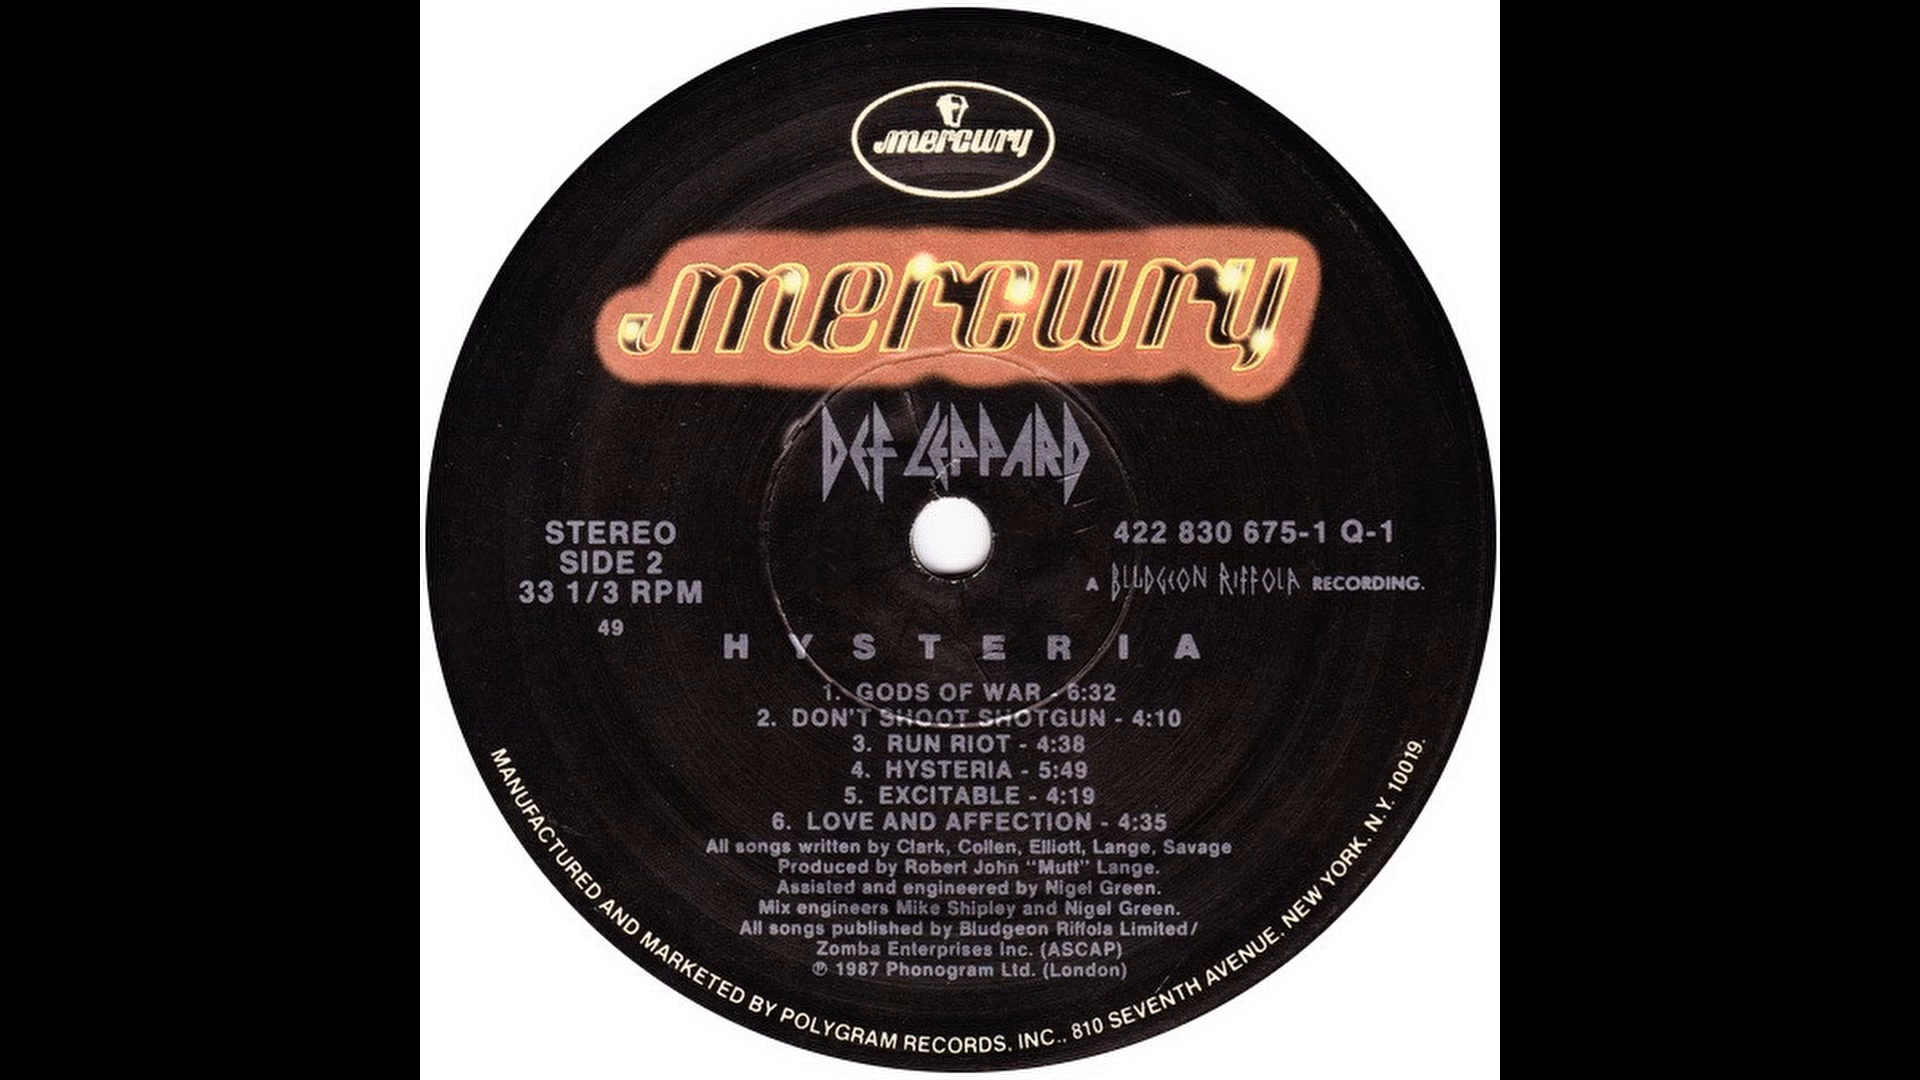 mercury
mercury
DEF LEPPARD
STEREO
SIDE 2
33 1/3 RPM
49
422 830 675-1 Q-1
A BLUDGEON RIFFOLA RECORDING.
HYSTERIA
1. GODS OF WAR - 6:32
2. DON'T SHOOT SHOTGUN - 4:10
3. RUN RIOT - 4:38
4. HYSTERIA - 5:49
5. EXCITABLE - 4:19
6. LOVE AND AFFECTION - 4:35
All songs written by Clark, Collen, Elliott, Lange, Savage
Produced by Robert John "Mutt" Lange.
Assisted and engineered by Nigel Green.
Mix engineers Mike Shipley and Nigel Green.
All songs published by Bludgeon Riffola Limited/
Zomba Enterprises Inc. (ASCAP)
℗ 1987 Phonogram Ltd. (London)
MANUFACTURED AND MARKETED BY POLYGRAM RECORDS, INC., 810 SEVENTH AVENUE, NEW YORK, N.Y. 10019.